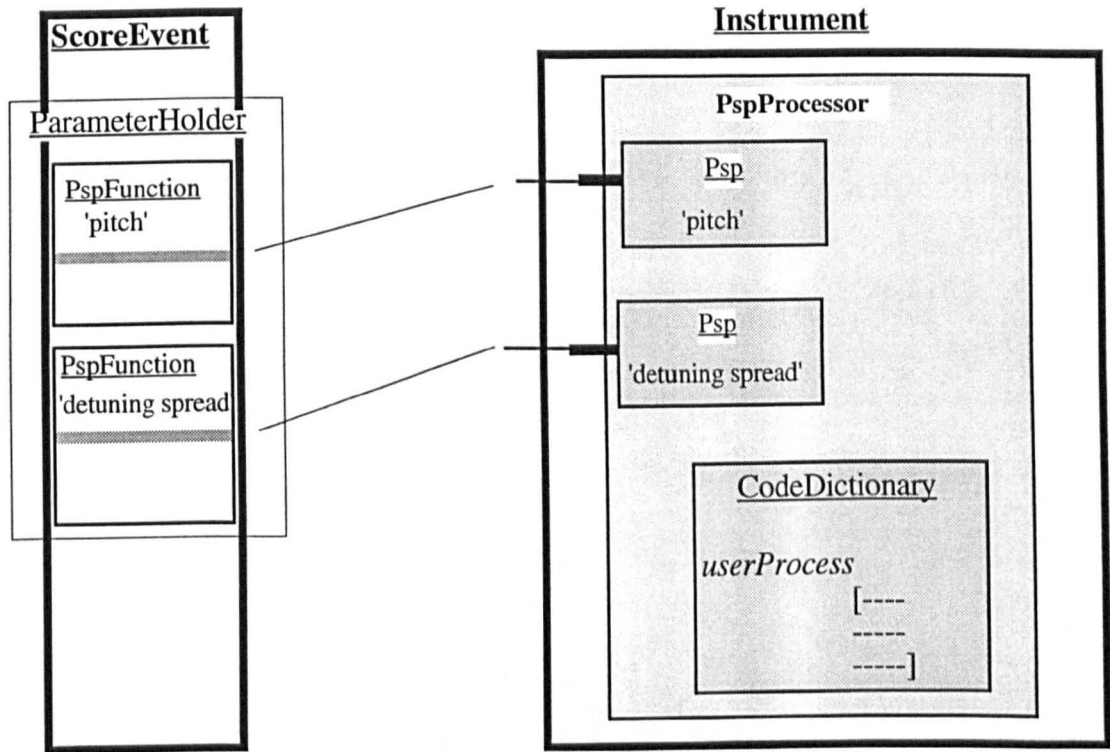 ScoreEvent
ParameterHolder
PspFunction
'pitch'
PspFunction
'detuning spread'
Instrument
PspProcessor
Psp
'pitch'
Psp
'detuning spread'
CodeDictionary
userProcess
[----
-----
-----]